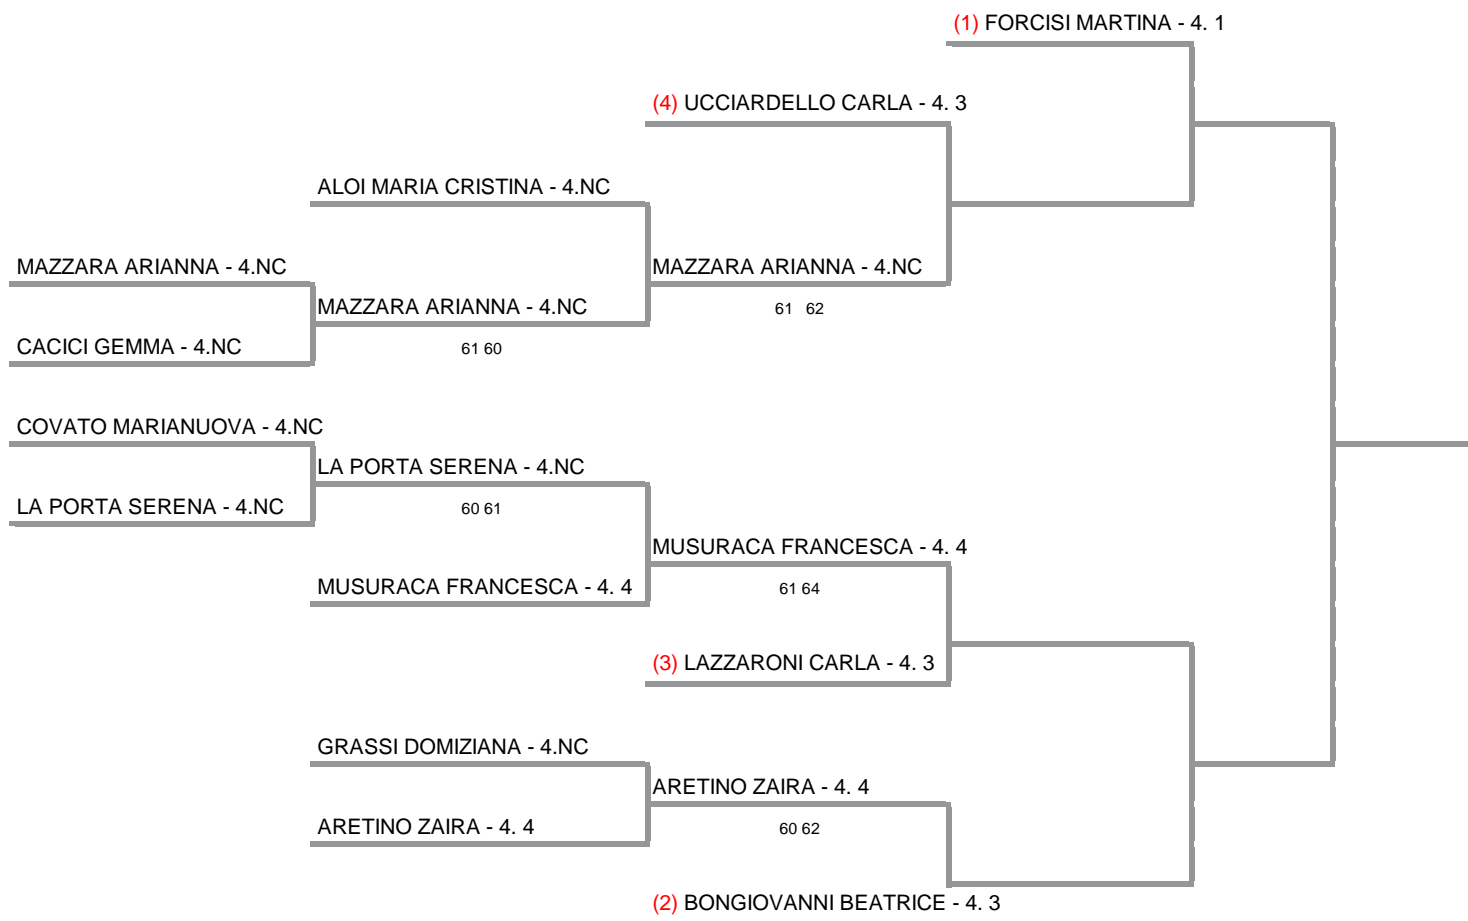 (1) FORCISI MARTINA - 4. 1
(4) UCCIARDELLO CARLA - 4. 3
ALOI MARIA CRISTINA - 4.NC
MAZZARA ARIANNA - 4.NC
MAZZARA ARIANNA - 4.NC
MAZZARA ARIANNA - 4.NC
61 62
CACICI GEMMA - 4.NC
61 60
COVATO MARIANUOVA - 4.NC
LA PORTA SERENA - 4.NC
LA PORTA SERENA - 4.NC
60 61
MUSURACA FRANCESCA - 4. 4
MUSURACA FRANCESCA - 4. 4
61 64
(3) LAZZARONI CARLA - 4. 3
GRASSI DOMIZIANA - 4.NC
ARETINO ZAIRA - 4. 4
ARETINO ZAIRA - 4. 4
60 62
(2) BONGIOVANNI BEATRICE - 4. 3